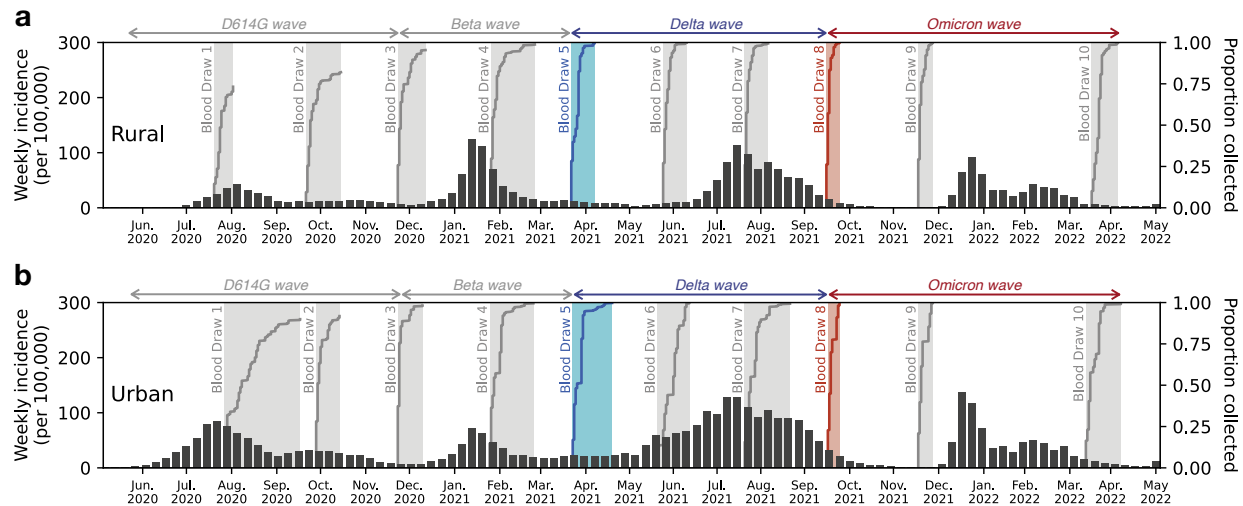 a
D614G wave
Beta wave
Delta wave
Omicron wave
Weekly incidence
(per 100,000)
300
200
100
0
Rural
Blood Draw 1
Blood Draw 2
Blood Draw 3
Blood Draw 4
Blood Draw 5
Blood Draw 6
Blood Draw 7
Blood Draw 8
Blood Draw 9
Blood Draw 10
1.00
0.75
0.50
0.25
0.00
Proportion collected
Jun. Jul. Aug. Sep. Oct. Nov. Dec. Jan. Feb. Mar. Apr. May Jun. Jul. Aug. Sep. Oct. Nov. Dec. Jan. Feb. Mar. Apr. May
2020 2020 2020 2020 2020 2020 2020 2021 2021 2021 2021 2021 2021 2021 2021 2021 2021 2021 2021 2022 2022 2022 2022 2022
b
D614G wave
Beta wave
Delta wave
Omicron wave
Weekly incidence
(per 100,000)
300
200
100
0
Urban
Blood Draw 1
Blood Draw 2
Blood Draw 3
Blood Draw 4
Blood Draw 5
Blood Draw 6
Blood Draw 7
Blood Draw 8
Blood Draw 9
Blood Draw 10
1.00
0.75
0.50
0.25
0.00
Proportion collected
Jun. Jul. Aug. Sep. Oct. Nov. Dec. Jan. Feb. Mar. Apr. May Jun. Jul. Aug. Sep. Oct. Nov. Dec. Jan. Feb. Mar. Apr. May
2020 2020 2020 2020 2020 2020 2020 2021 2021 2021 2021 2021 2021 2021 2021 2021 2021 2021 2021 2022 2022 2022 2022 2022